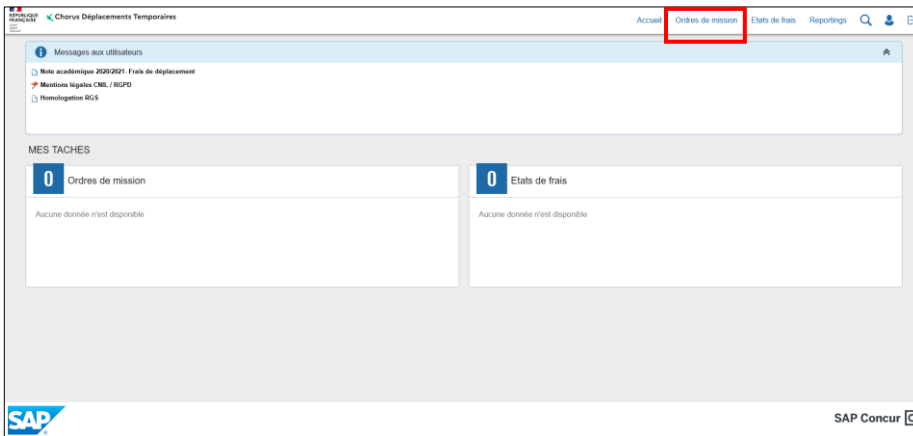 RÉPUBLIQUE
FRANÇAISE
Chorus Déplacements Temporaires
Accueil Ordres de mission Etats de frais Reportings
Messages aux utilisateurs
Note académique 2020/2021- Frais de déplacement
Mentions légales CNIL / RGPD
Homologation RGS
MES TACHES
0 Ordres de mission
0 Etats de frais
Aucune donnée n'est disponible
Aucune donnée n'est disponible
SAP
SAP Concur